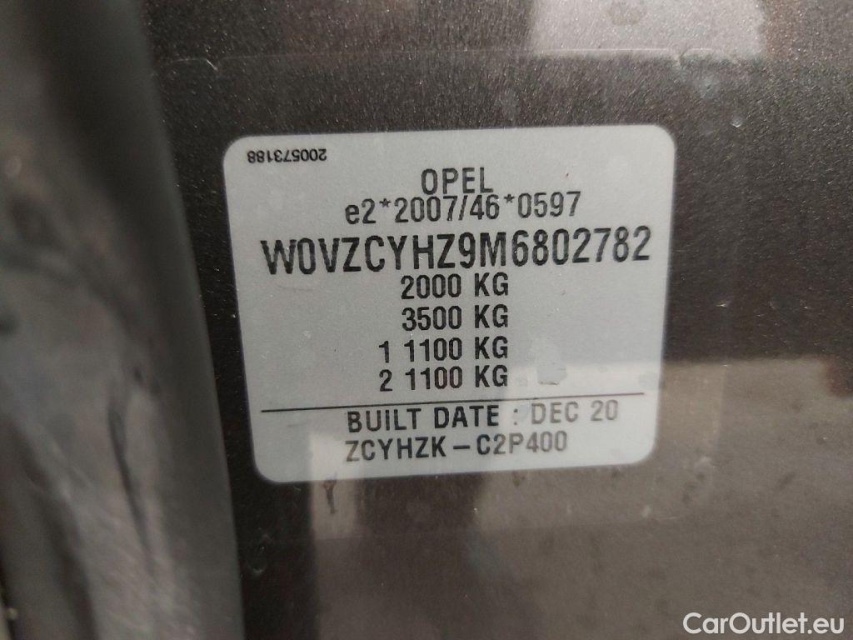 200573188
OPEL
e2*2007/46*0597
W0VZCYHZ9M6802782
2000 KG
3500 KG
1 1100 KG
2 1100 KG
BUILT DATE : DEC 20
ZCYHZK-C2P400
CarOutlet.eu